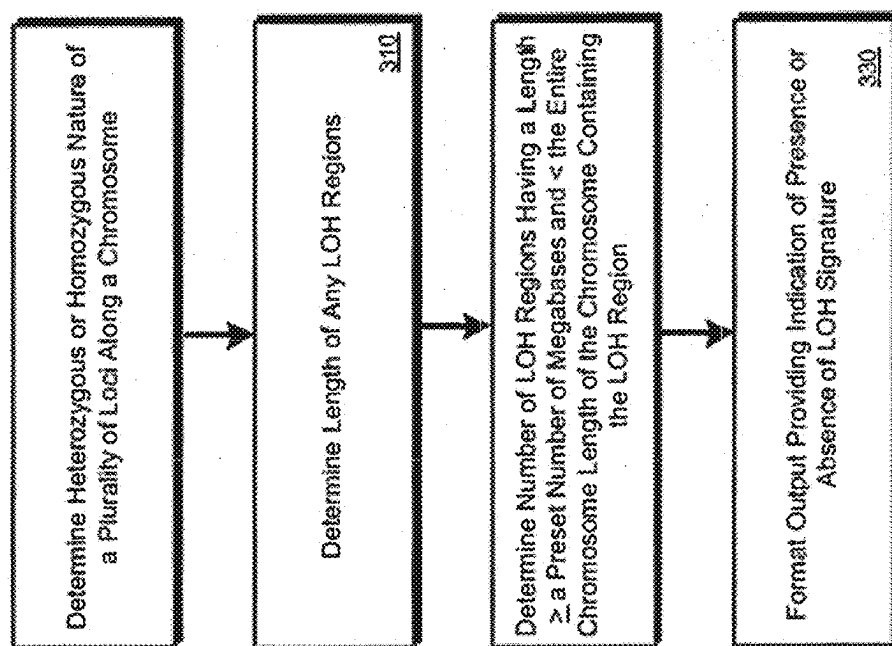 Determine Heterozygous or Homozygous Nature of
a Plurality of Loci Along a Chromosome
Determine Length of Any LOH Regions
310
Determine Number of LOH Regions Having a Length
≥ a Preset Number of Megabases and < the Entire
Chromosome Length of the Chromosome Containing
the LOH Region
Format Output Providing Indication of Presence or
Absence of LOH Signature
330